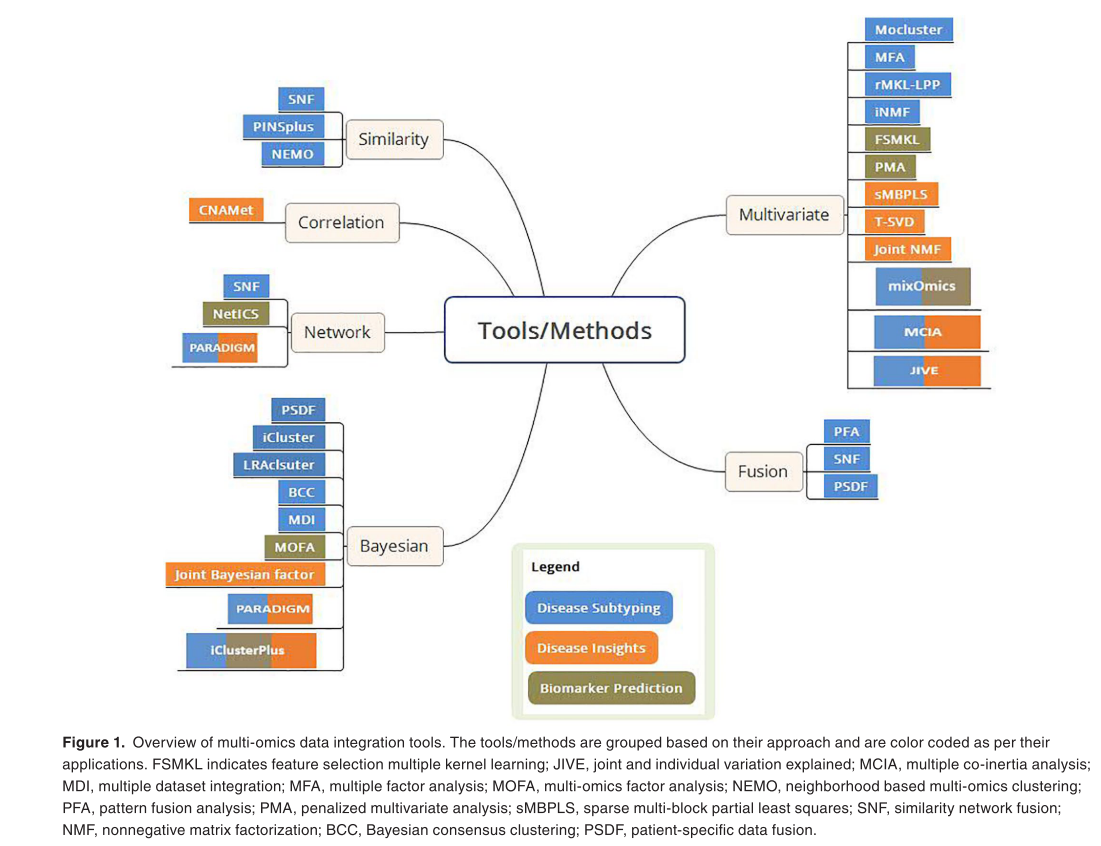 SNF
PINSplus
NEMO
Similarity
CNAMet
Correlation
SNF
NetICS
PARADIGM
Network
PSDF
iCluster
LRAclsuter
BCC
MDI
MOFA
Joint Bayesian factor
PARADIGM
iClusterPlus
Bayesian
Tools/Methods
Multivariate
Mocluster
MFA
rMKL-LPP
iNMF
FSMKL
PMA
sMBPLS
T-SVD
Joint NMF
mixOmics
MCIA
JIVE
Fusion
PFA
SNF
PSDF
Legend
Disease Subtyping
Disease Insights
Biomarker Prediction
Figure 1. Overview of multi-omics data integration tools. The tools/methods are grouped based on their approach and are color coded as per their
applications. FSMKL indicates feature selection multiple kernel learning; JIVE, joint and individual variation explained; MCIA, multiple co-inertia analysis;
MDI, multiple dataset integration; MFA, multiple factor analysis; MOFA, multi-omics factor analysis; NEMO, neighborhood based multi-omics clustering;
PFA, pattern fusion analysis; PMA, penalized multivariate analysis; sMBPLS, sparse multi-block partial least squares; SNF, similarity network fusion;
NMF, nonnegative matrix factorization; BCC, Bayesian consensus clustering; PSDF, patient-specific data fusion.